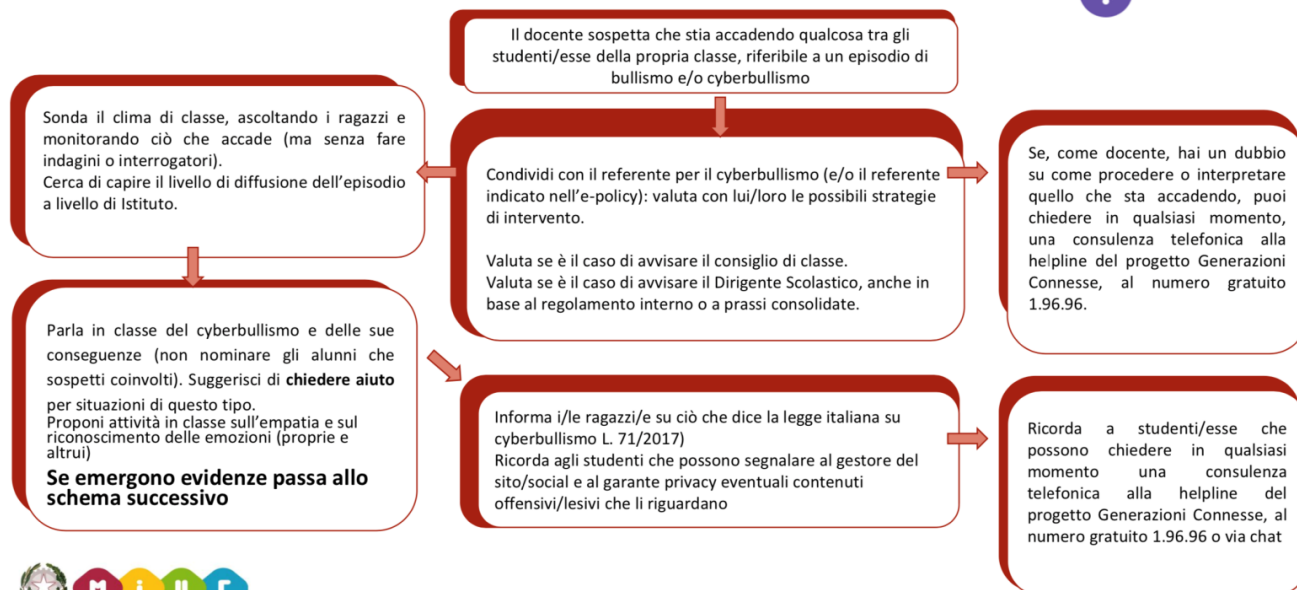 Il docente sospetta che stia accadendo qualcosa tra gli
studenti/esse della propria classe, riferibile a un episodio di
bullismo e/o cyberbullismo
Sonda il clima di classe, ascoltando i ragazzi e
monitorando ciò che accade (ma senza fare
indagini o interrogatori).
Cerca di capire il livello di diffusione dell'episodio
a livello di Istituto.
Condividi con il referente per il cyberbullismo (e/o il referente
indicato nell'e-policy): valuta con lui/loro le possibili strategie
di intervento.
Valuta se è il caso di avvisare il consiglio di classe.
Valuta se è il caso di avvisare il Dirigente Scolastico, anche in
base al regolamento interno o a prassi consolidate.
Se, come docente, hai un dubbio
su come procedere o interpretare
quello che sta accadendo, puoi
chiedere in qualsiasi momento,
una consulenza telefonica alla
helpline del progetto Generazioni
Connesse, al numero gratuito
1.96.96.
Parla in classe del cyberbullismo e delle sue
conseguenze (non nominare gli alunni che
sospetti coinvolti). Suggerisci di chiedere aiuto
per situazioni di questo tipo.
Proponi attività in classe sull'empatia e sul
riconoscimento delle emozioni (proprie e
altrui)
Se emergono evidenze passa allo
schema successivo
Informa i/le ragazzi/e su ciò che dice la legge italiana su
cyberbullismo L. 71/2017)
Ricorda agli studenti che possono segnalare al gestore del
sito/social e al garante privacy eventuali contenuti
offensivi/lesivi che li riguardano
Ricorda a studenti/esse che
possono chiedere in qualsiasi
momento una consulenza
telefonica alla helpline del
progetto Generazioni Connesse, al
numero gratuito 1.96.96 o via chat